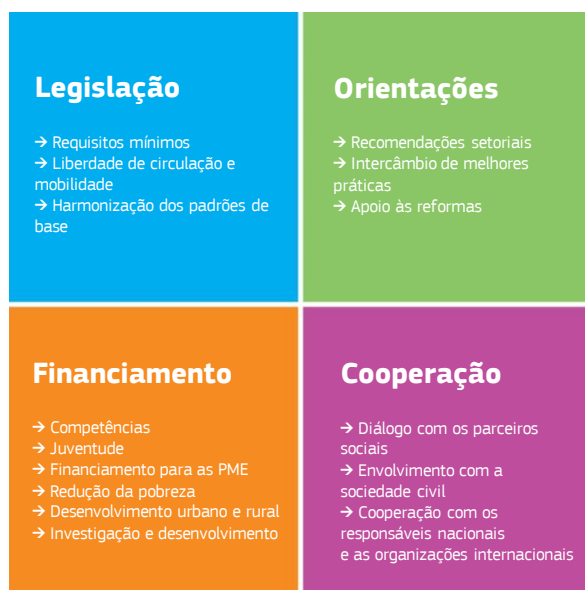 Legislação
→ Requisitos mínimos
→ Liberdade de circulação e
mobilidade
→ Harmonização dos padrões de
base
Orientações
→ Recomendações setoriais
→ Intercâmbio de melhores
práticas
→ Apoio às reformas
Financiamento
→ Competências
→ Juventude
→ Financiamento para as PME
→ Redução da pobreza
→ Desenvolvimento urbano e rural
→ Investigação e desenvolvimento
Cooperação
→ Diálogo com os parceiros
sociais
→ Envolvimento com a
sociedade civil
→ Cooperação com os
responsáveis nacionais
e as organizações internacionais